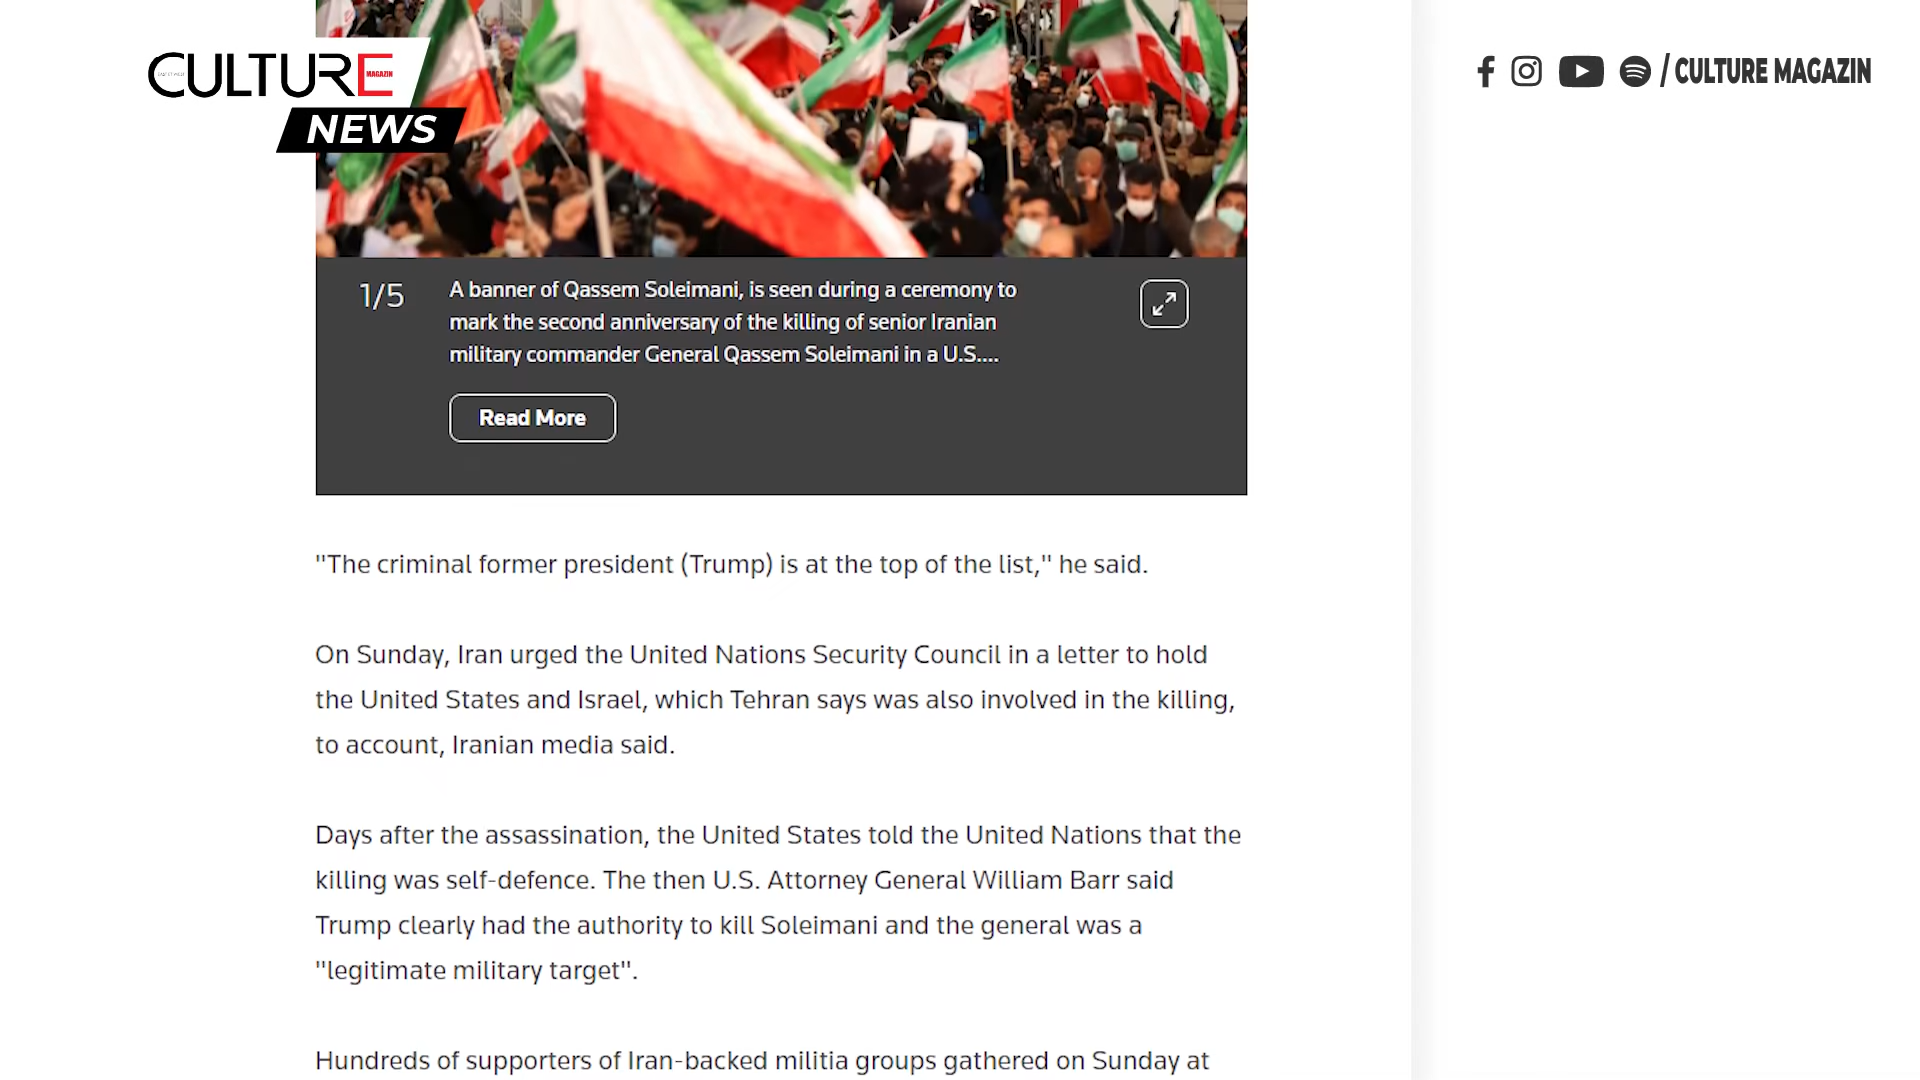 CULTURE
MAGAZIN
NEWS
/ CULTURE MAGAZIN
1/5
A banner of Qassem Soleimani, is seen during a ceremony to
mark the second anniversary of the killing of senior Iranian
military commander General Qassem Soleimani in a U.S....
Read More
"The criminal former president (Trump) is at the top of the list," he said.
On Sunday, Iran urged the United Nations Security Council in a letter to hold
the United States and Israel, which Tehran says was also involved in the killing,
to account, Iranian media said.
Days after the assassination, the United States told the United Nations that the
killing was self-defence. The then U.S. Attorney General William Barr said
Trump clearly had the authority to kill Soleimani and the general was a
"legitimate military target".
Hundreds of supporters of Iran-backed militia groups gathered on Sunday at